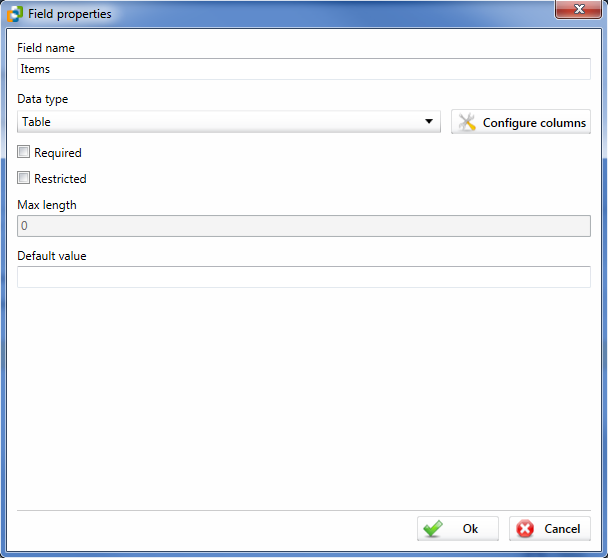 Field properties
Field name
Items
Data type
Table
Configure columns
Required
Restricted
Max length
0
Default value
Ok
Cancel